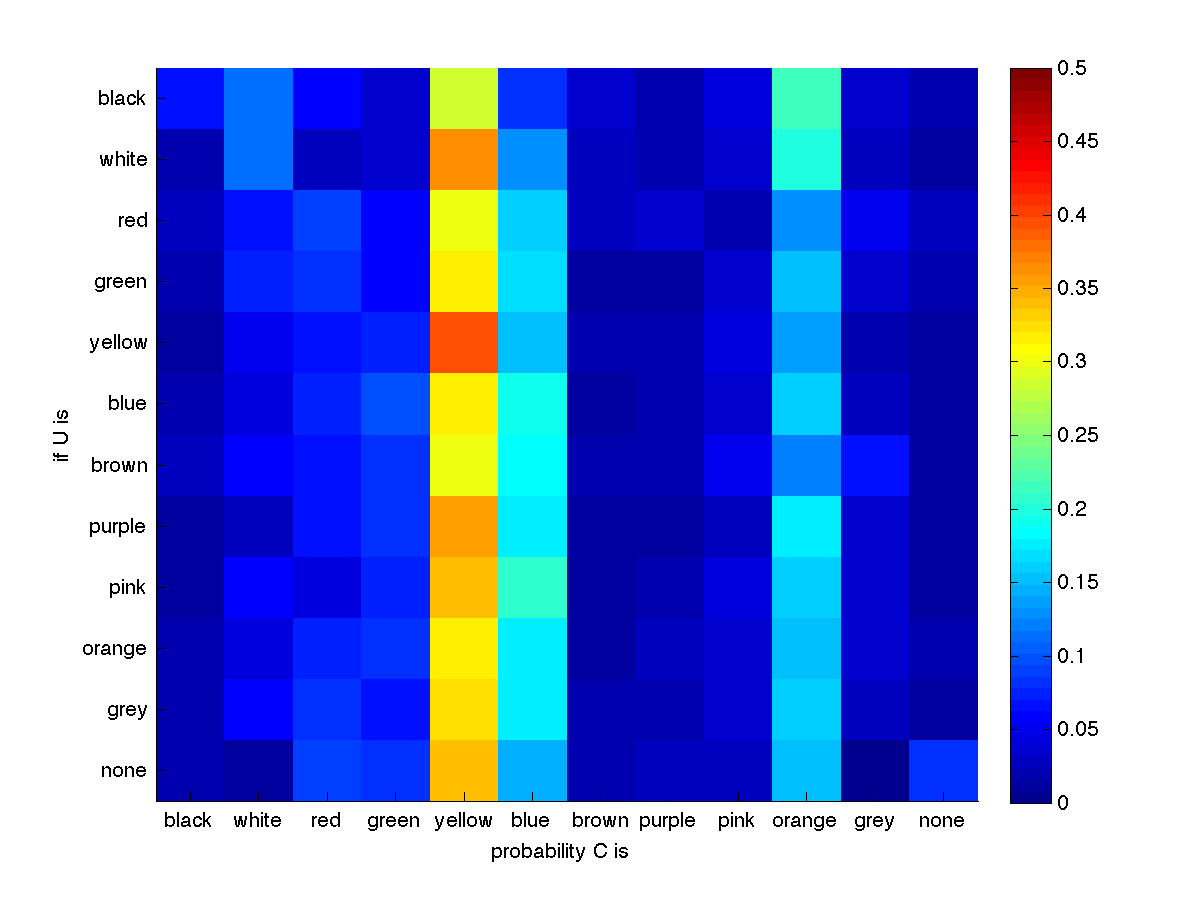 black
white
red
green
yellow
blue
brown
purple
pink
orange
grey
none
if U is
black white red green yellow blue brown purple pink orange grey none
probability C is
0.5
0.45
0.4
0.35
0.3
0.25
0.2
0.15
0.1
0.05
0